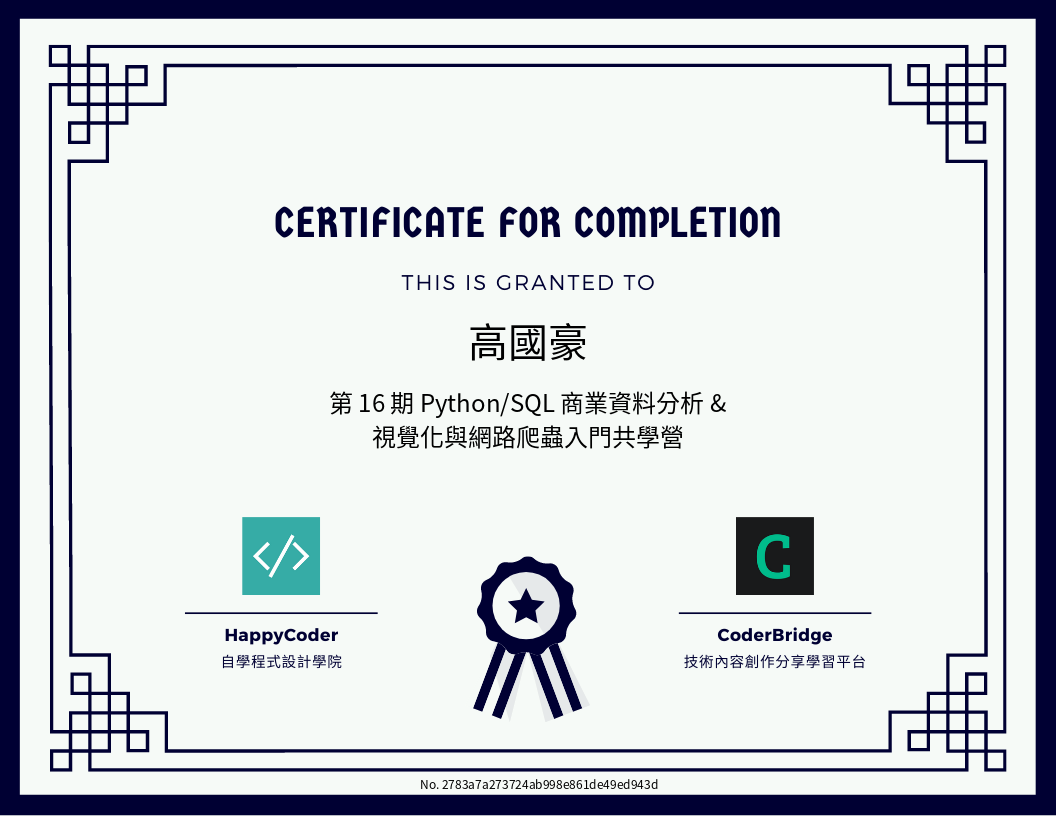 CERTIFICATE FOR COMPLETION
THIS IS GRANTED TO
高國豪
第 16 期 Python/SQL 商業資料分析 &
視覺化與網路爬蟲入門共學營
</>
C
HappyCoder
CoderBridge
自學程式設計學院
技術內容創作分享學習平台
No. 2783a7a273724ab998e861de49ed943d